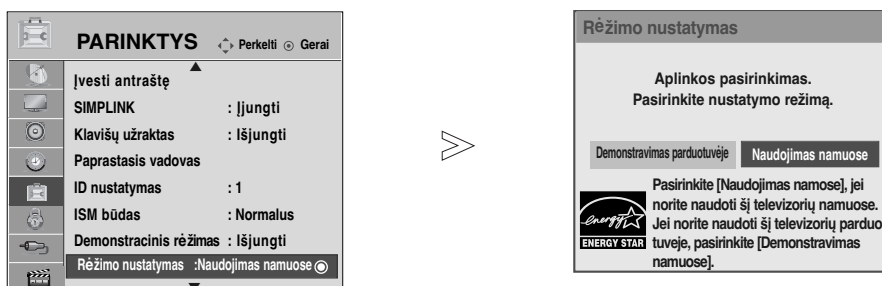 PARINKTYS Perkelti Gerai
Įvesti antraštę
SIMPLINK : Įjungti
Klavišų užraktas : Išjungti
Paprastasis vadovas
ID nustatymas : 1
ISM būdas : Normalus
Demonstracinis rėžimas : Išjungti
Rėžimo nustatymas :Naudojimas namuose
Rėžimo nustatymas
Aplinkos pasirinkimas.
Pasirinkite nustatymo režimą.
Demonstravimas parduotuvėje Naudojimas namuose
Pasirinkite [Naudojimas namose], jei
norite naudoti šį televizorių namuose.
Jei norite naudoti šį televizorių parduo
tuveje, pasirinkite [Demonstravimas
namuose].
energy
ENERGY STAR